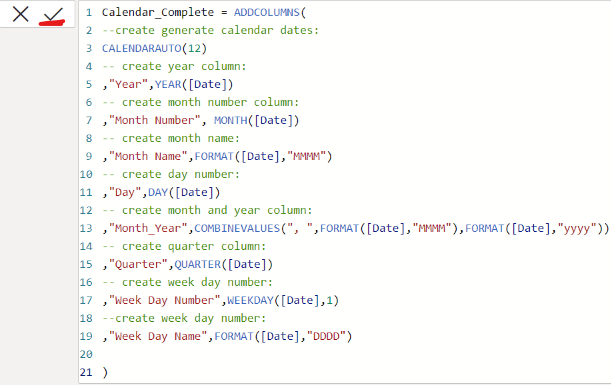 1 Calendar_Complete = ADDCOLUMNS(
2 --create generate calendar dates:
3 CALENDARAUTO(12)
4 -- create year column:
5 ,"Year",YEAR([Date])
6 -- create month number column:
7 ,"Month Number", MONTH([Date])
8 -- create month name:
9 ,"Month Name",FORMAT([Date],"MMMM")
10 -- create day number:
11 ,"Day",DAY([Date])
12 -- create month and year column:
13 ,"Month_Year",COMBINEVALUES(", ",FORMAT([Date],"MMMM"),FORMAT([Date],"yyyy"))
14 -- create quarter column:
15 ,"Quarter",QUARTER([Date])
16 -- create week day number:
17 ,"Week Day Number",WEEKDAY([Date],1)
18 --create week day number:
19 ,"Week Day Name",FORMAT([Date],"DDDD")
20
21 )